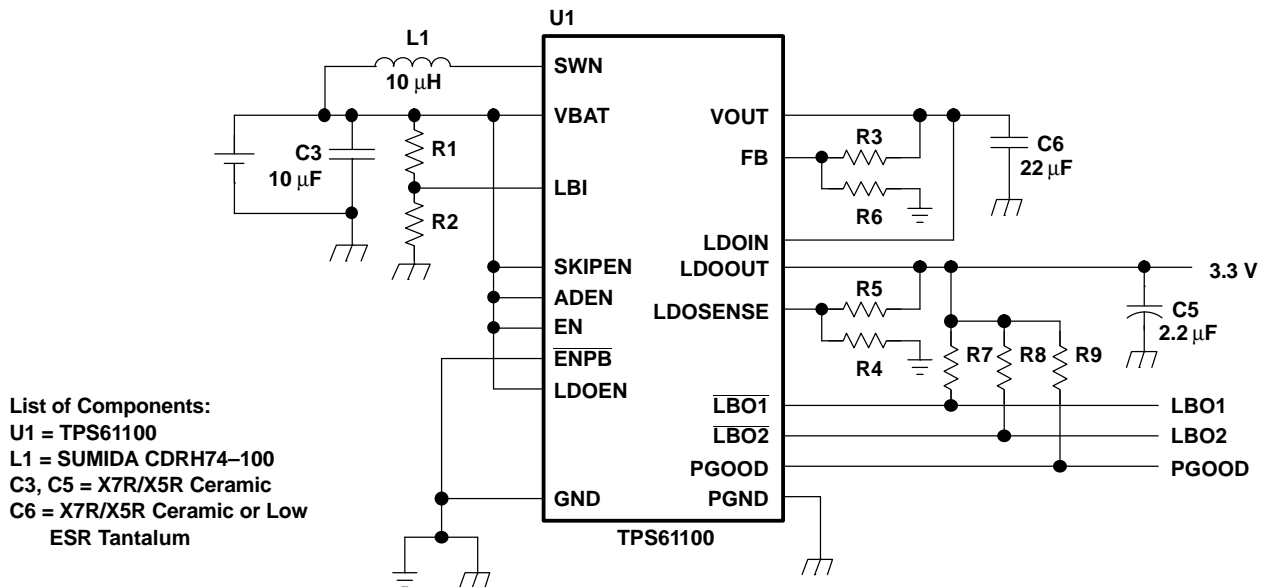 U1
L1
10 μH
SWN
VBAT
VOUT
C3
10 μF
R1
R3
C6
22 μF
FB
LBI
R6
R2
LDOIN
SKIPEN
LDOOUT
3.3 V
ADEN
R5
LDOSENSE
C5
2.2 μF
EN
R4
R7
R8
R9
ENPB
LDOEN
LBO1
LBO1
LBO2
LBO2
PGOOD
PGOOD
GND
PGND
TPS61100
List of Components:
U1 = TPS61100
L1 = SUMIDA CDRH74–100
C3, C5 = X7R/X5R Ceramic
C6 = X7R/X5R Ceramic or Low
ESR Tantalum